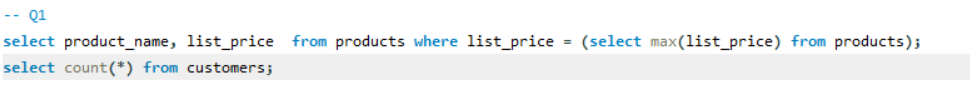 -- Q1
select product_name, list_price  from products where list_price = (select max(list_price) from products);
select count(*) from customers;